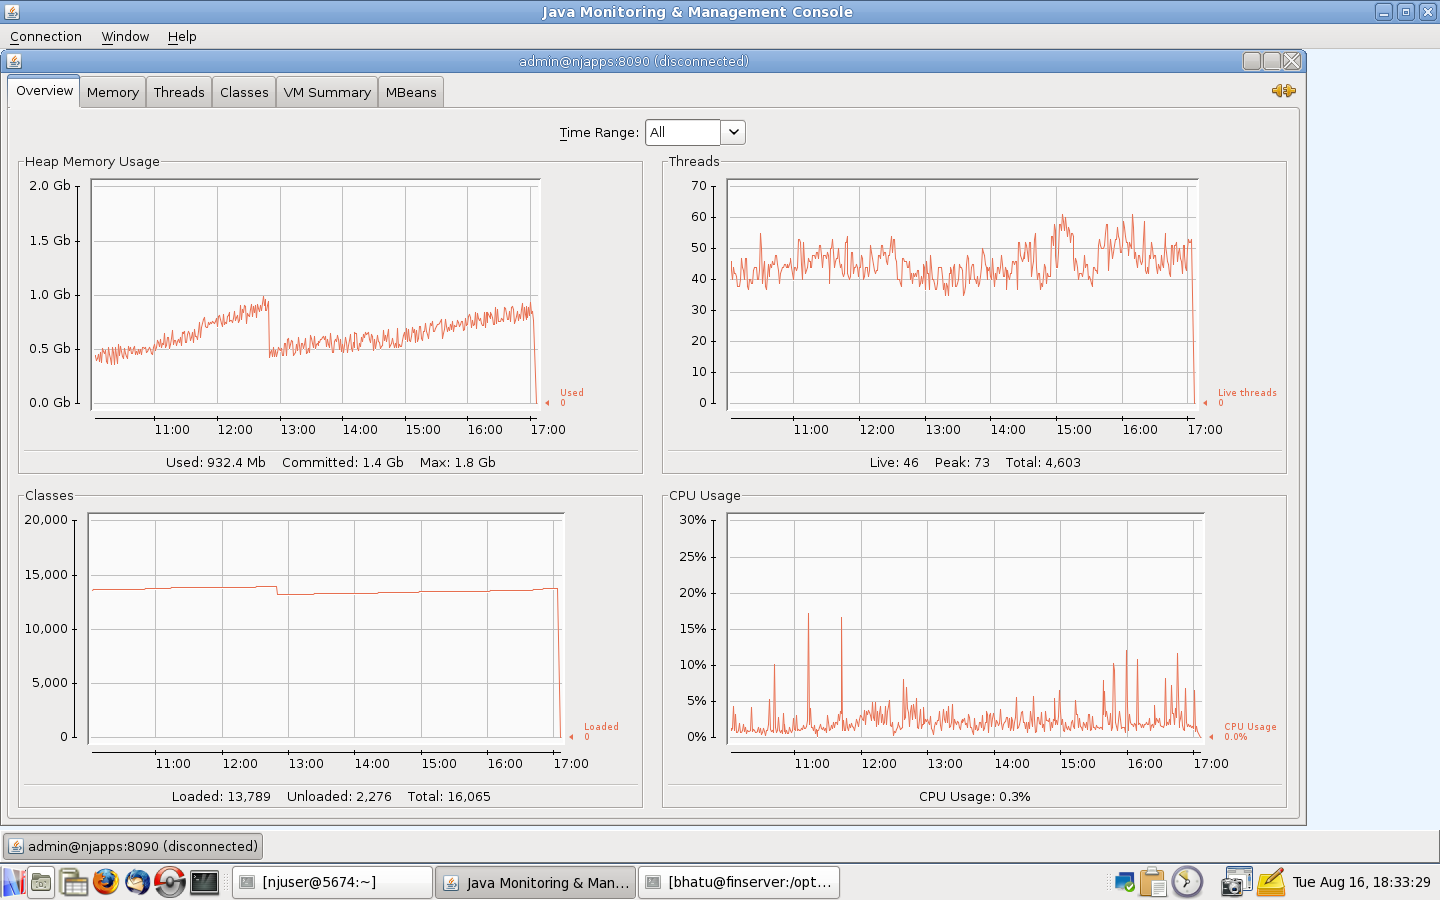 Java Monitoring & Management Console
Connection Window Help
admin@njapps:8090 (disconnected)
Overview Memory Threads Classes VM Summary MBeans
Time Range: All
Heap Memory Usage
2.0 Gb
1.5 Gb
1.0 Gb
0.5 Gb
0.0 Gb
Used
0
11:00 12:00 13:00 14:00 15:00 16:00 17:00
Used: 932.4 Mb Committed: 1.4 Gb Max: 1.8 Gb
Threads
70
60
50
40
30
20
10
0
Live threads
0
11:00 12:00 13:00 14:00 15:00 16:00 17:00
Live: 46 Peak: 73 Total: 4,603
Classes
20,000
15,000
10,000
5,000
0
Loaded
0
11:00 12:00 13:00 14:00 15:00 16:00 17:00
Loaded: 13,789 Unloaded: 2,276 Total: 16,065
CPU Usage
30%
25%
20%
15%
10%
5%
0%
CPU Usage
0.0%
11:00 12:00 13:00 14:00 15:00 16:00 17:00
CPU Usage: 0.3%
admin@njapps:8090 (disconnected)
[njuser@5674:~] Java Monitoring & Man... [bhatu@finserver:/opt... Tue Aug 16, 18:33:29